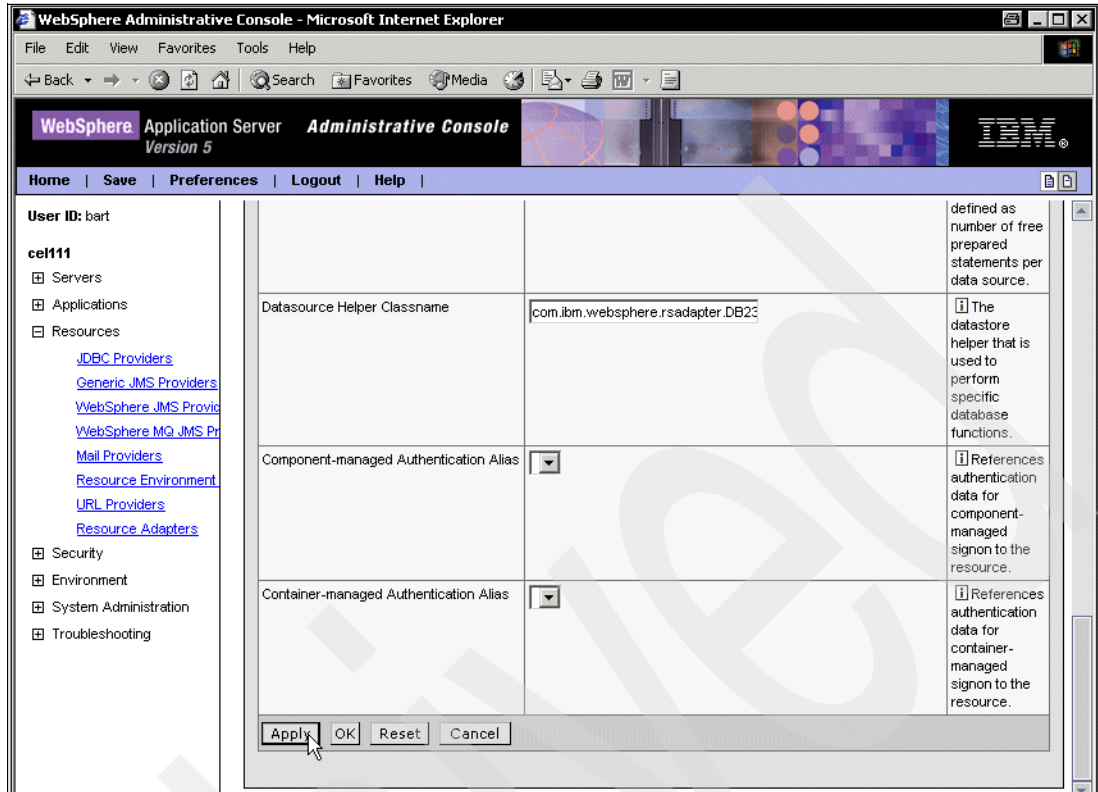 WebSphere Administrative Console - Microsoft Internet Explorer
File Edit View Favorites Tools Help
Back Search Favorites Media
WebSphere Application Server Administrative Console
Version 5
IBM®
Home | Save | Preferences | Logout | Help |
User ID: bart
cel111
Servers
Applications
Resources
JDBC Providers
Generic JMS Providers
WebSphere JMS Provic
WebSphere MQ JMS Pr
Mail Providers
Resource Environment
URL Providers
Resource Adapters
Security
Environment
System Administration
Troubleshooting
defined as
number of free
prepared
statements per
data source.
Datasource Helper Classname
com.ibm.websphere.rsadapter.DB23
i The
datastore
helper that is
used to
perform
specific
database
functions.
Component-managed Authentication Alias
i References
authentication
data for
component-
managed
signon to the
resource.
Container-managed Authentication Alias
i References
authentication
data for
container-
managed
signon to the
resource.
Apply OK Reset Cancel